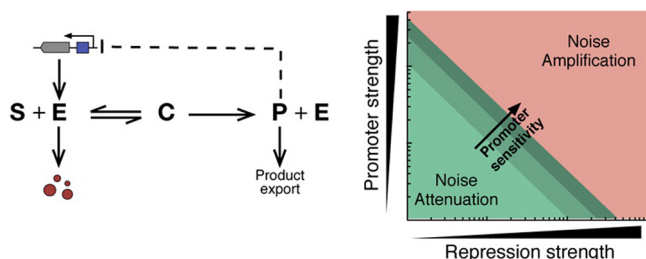 S + E
C
P + E
Product
export
Promoter strength
Noise
Amplification
Promoter
sensitivity
Noise
Attenuation
Repression strength